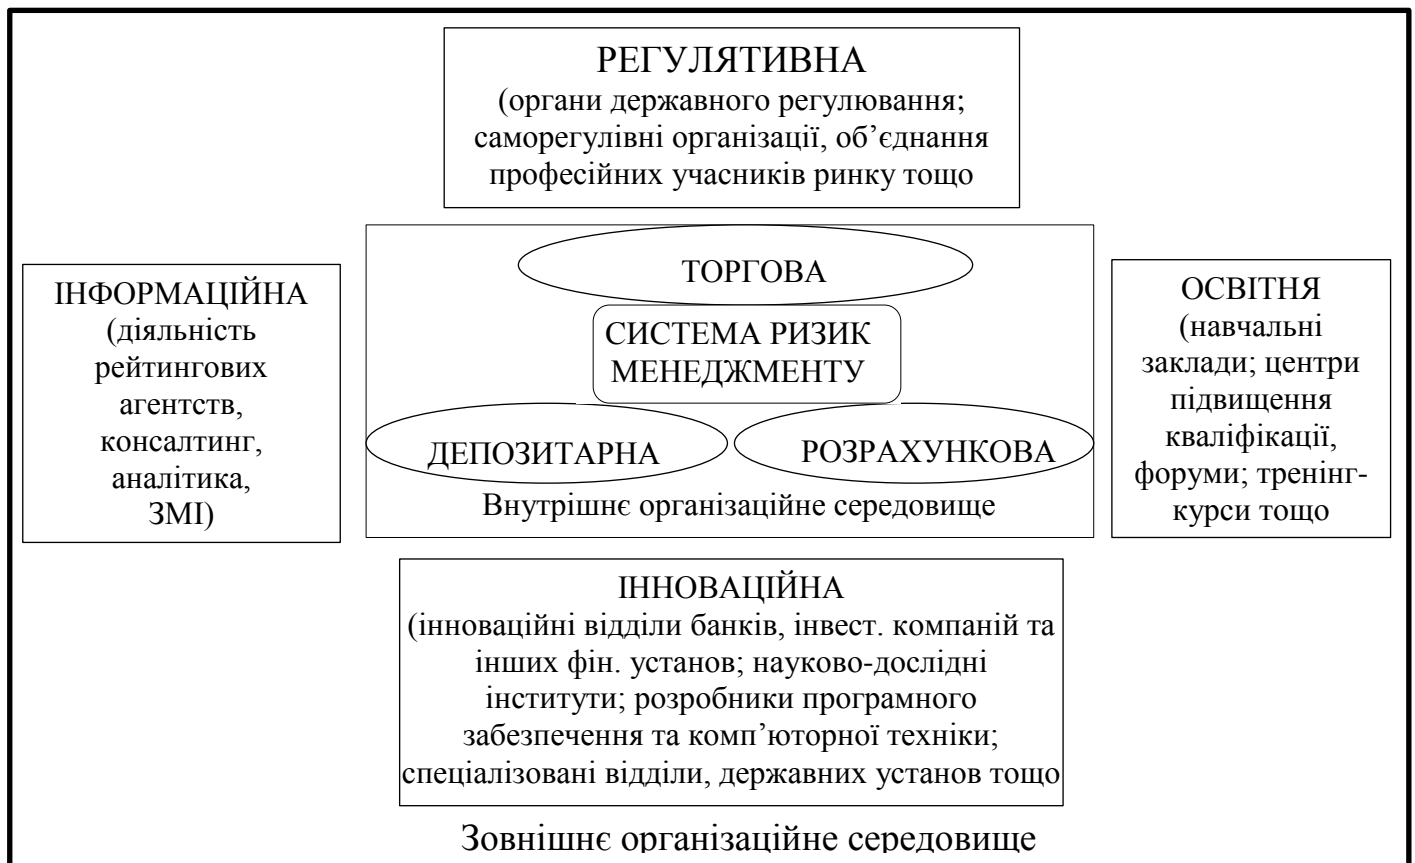 РЕГУЛЯТИВНА
(органи державного регулювання;
саморегулівні організації, об’єднання
професійних учасників ринку тощо
ІНФОРМАЦІЙНА
(діяльність
рейтингових
агентств,
консалтинг,
аналітика,
ЗМІ)
ТОРГОВА
СИСТЕМА РИЗИК
МЕНЕДЖМЕНТУ
ДЕПОЗИТАРНА
РОЗРАХУНКОВА
Внутрішнє організаційне середовище
ОСВІТНЯ
(навчальні
заклади; центри
підвищення
кваліфікації,
форуми; тренінг-
курси тощо
ІННОВАЦІЙНА
(інноваційні відділи банків, інвест. компаній та
інших фін. установ; науково-дослідні
інститути; розробники програмного
забезпечення та комп’юторної техніки;
спеціалізовані відділи, державних установ тощо
Зовнішнє організаційне середовище